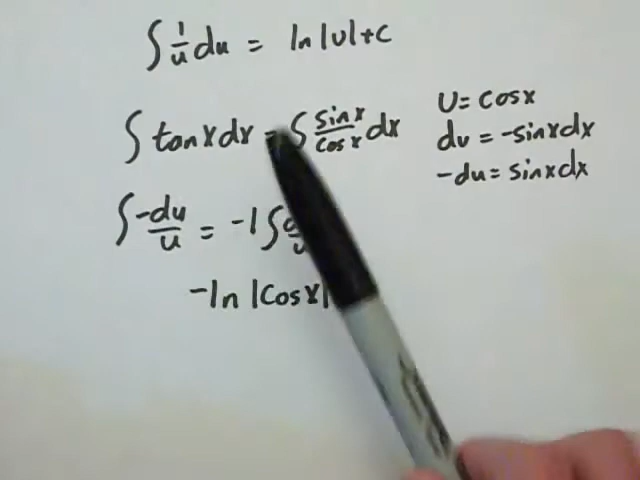 ∫ 1/u du = ln |u| + c
∫ tan x dx = ∫ sin x / cos x dx
u = cos x
du = -sin x dx
-du = sin x dx
∫ -du/u = -1 ∫
-ln |cos x|